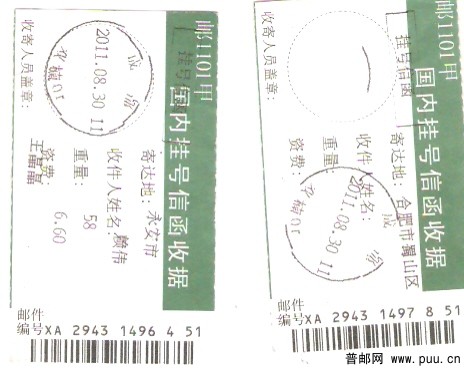 邮1101甲
国内挂号信函收据
挂号信函
寄达地：永安市
收件人姓名：赖伟
重量：58
资费：6.60
收寄人员盖章：
2011.08.30 11
邮件
编号XA 2943 1496 4 51
邮1101甲
国内挂号信函收据
挂号信函
寄达地：合肥市蜀山区
收件人姓名：
重量：
资费：
收寄人员盖章：
2011.08.30 11
邮件
编号XA 2943 1497 8 51
普邮网 www.puu.cn